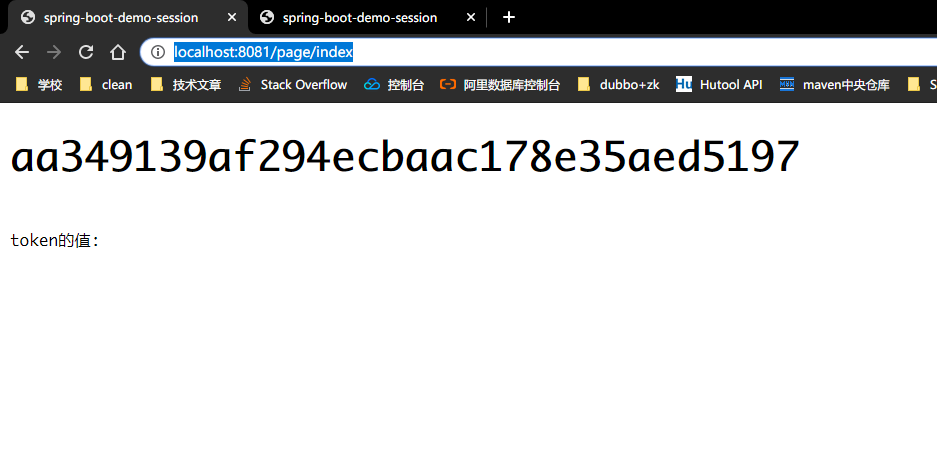 spring-boot-demo-session spring-boot-demo-session
localhost:8081/page/index
学校 clean 技术文章 Stack Overflow 控制台 阿里数据库控制台 dubbo+zk Hu Hutool API maven中央仓库 S
aa349139af294ecbaac178e35aed5197
token的值: